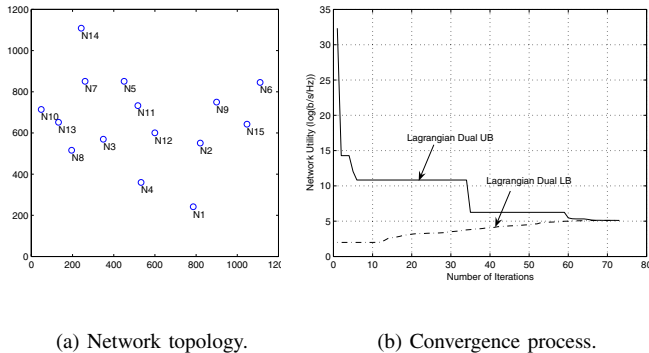 1200
1000
800
600
400
200
0
0 200 400 600 800 1000 120
N14
N7
N5
N6
N10
N11
N9
N13
N12
N15
N8
N3
N2
N4
N1
(a) Network topology.
Network Utility (log(b/s/Hz))
35
30
25
20
15
10
5
0
0 10 20 30 40 50 60 70 80
Lagrangian Dual UB
Lagrangian Dual LB
Number of Iterations
(b) Convergence process.